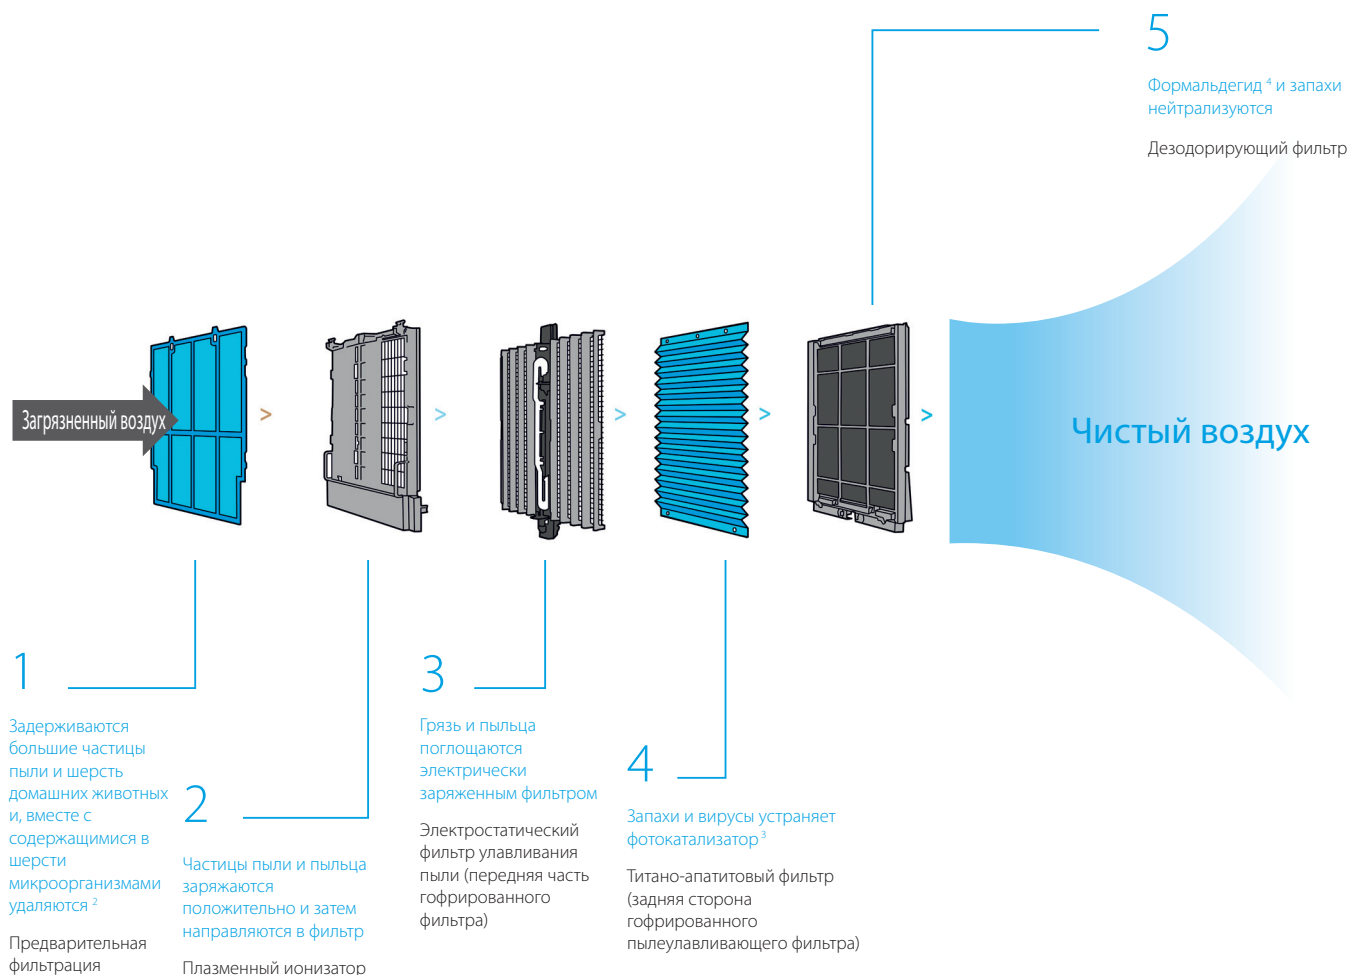 5
Формальдегид ⁴ и запахи
нейтрализуются
Дезодорирующий фильтр
Загрязненный воздух
>
>
>
>
>
Чистый воздух
1
Задерживаются
большие частицы
пыли и шерсть
домашних животных
и, вместе с
содержащимися в
шерсти
микроорганизмами
удаляются ²
Предварительная
фильтрация
2
Частицы пыли и пыльца
заряжаются
положительно и затем
направляются в фильтр
Плазменный ионизатор
3
Грязь и пыльца
поглощаются
электрически
заряженным фильтром
Электростатический
фильтр улавливания
пыли (передняя часть
гофрированного
фильтра)
4
Запахи и вирусы устраняет
фотокатализатор ³
Титано-апатитовый фильтр
(задняя сторона
гофрированного
пылеулавливающего фильтра)